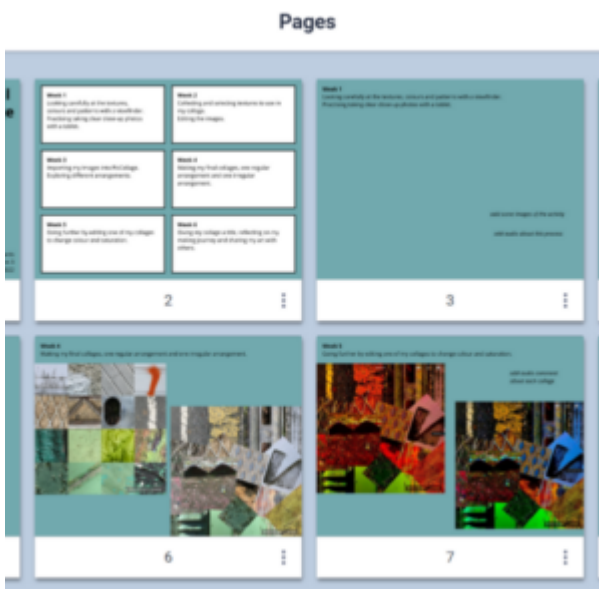 Pages
Week 1
Looking carefully at the textures,
colours and patterns with a viewfinder.
Practising taking clear close-up photos
with a tablet.
Week 2
Collecting and selecting textures to use in
my collage.
Editing the images.
Week 3
Importing my images into PicCollage.
Exploring different arrangements.
Week 4
Making my final collages, one regular
arrangement and one irregular
arrangement.
Week 5
Going further by editing one of my collages
to change colour and saturation.
Week 6
Giving my collage a title, reflecting on my
making journey and sharing my art with
others.
2
Week 1
Looking carefully at the textures, colours and patterns with a viewfinder.
Practising taking clear close-up photos with a tablet.
add some images of the activity
add audio about the process
3
Making my final collages, one regular arrangement and one irregular arrangement.
6
Week 5
Going further by editing one of my collages to change colour and saturation.
add audio comment
about each collage
7